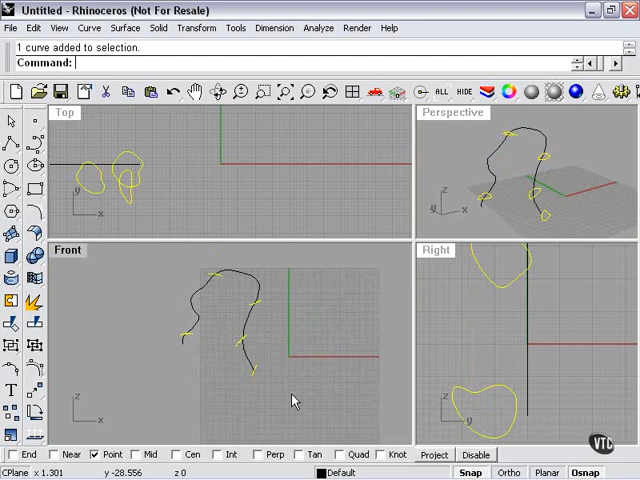 Untitled - Rhinoceros (Not For Resale)
File Edit View Curve Surface Solid Transform Tools Dimension Analyze Render Help
1 curve added to selection.
Command:
ALL HIDE
Top
y
x
Perspective
z
y
x
Front
z
x
Right
z
y
T
VTC
End Near Point Mid Cen Int Perp Tan Quad Knot Project Disable
CPlane x 1.301 y -28.556 z 0 Default Snap Ortho Planar Osnap